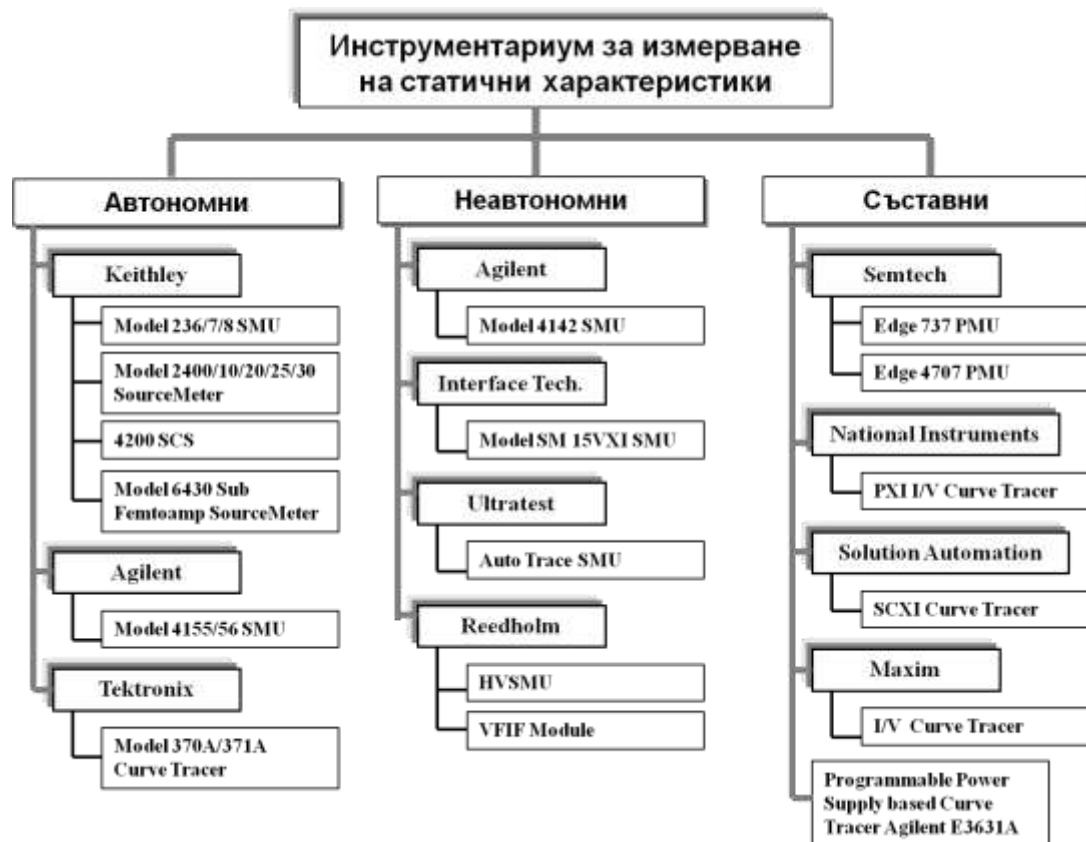 Инструментариум за измерване
на статични характеристики
Автономни
Keithley
Model 236/7/8 SMU
Model 2400/10/20/25/30
SourceMeter
4200 SCS
Model 6430 Sub
Femtoamp SourceMeter
Agilent
Model 4155/56 SMU
Tektronix
Model 370A/371A
Curve Tracer
Неавтономни
Agilent
Model 4142 SMU
Interface Tech.
Model SM 15VXI SMU
Ultratest
Auto Trace SMU
Reedholm
HVSMU
VFIF Module
Съставни
Semtech
Edge 737 PMU
Edge 4707 PMU
National Instruments
PXI I/V Curve Tracer
Solution Automation
SCXI Curve Tracer
Maxim
I/V Curve Tracer
Programmable Power
Supply based Curve
Tracer Agilent E3631A